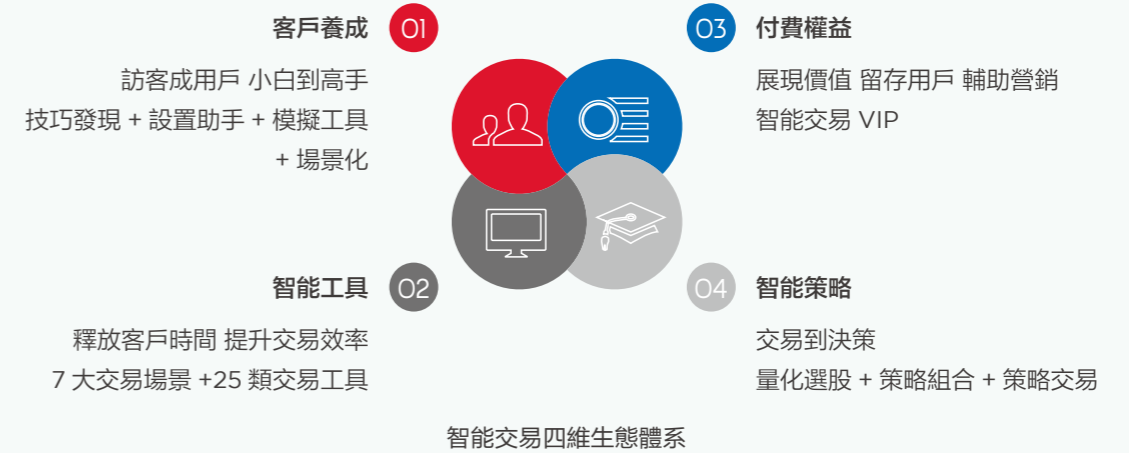 客戶養成 01
訪客成用戶 小白到高手
技巧發現 + 設置助手 + 模擬工具
+ 場景化
智能工具 02
釋放客戶時間 提升交易效率
7 大交易場景 +25 類交易工具
03 付費權益
展現價值 留存用戶 輔助營銷
智能交易 VIP
04 智能策略
交易到決策
量化選股 + 策略組合 + 策略交易
智能交易四維生態體系